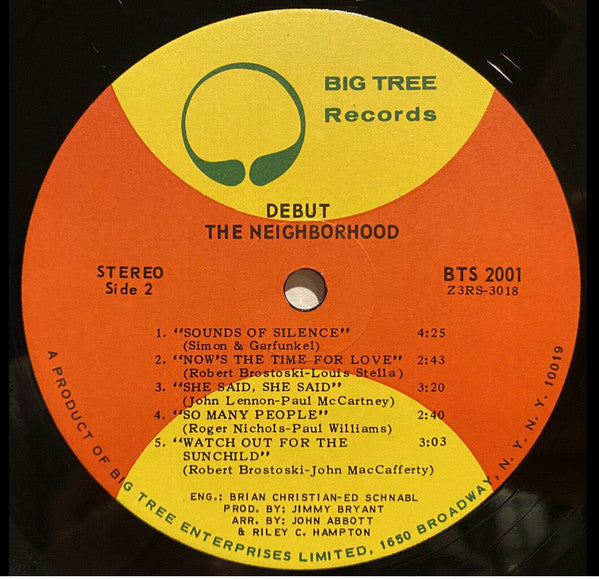 BIG TREE
Records
DEBUT
THE NEIGHBORHOOD
STEREO
Side 2
BTS 2001
Z3RS-3018
1. "SOUNDS OF SILENCE" 4:25
(Simon & Garfunkel)
2. "NOW'S THE TIME FOR LOVE" 2:43
(Robert Brostoski-Louis Stella)
3. "SHE SAID, SHE SAID" 3:20
(John Lennon-Paul McCartney)
4. "SO MANY PEOPLE" 2:40
(Roger Nichols-Paul Williams)
5. "WATCH OUT FOR THE 3:03
SUNCHILD"
(Robert Brostoski-John MacCafferty)
ENG.: BRIAN CHRISTIAN-ED SCHNABL
PROD. BY: JIMMY BRYANT
ARR. BY: JOHN ABBOTT
& RILEY C. HAMPTON
A PRODUCT OF BIG TREE ENTERPRISES LIMITED, 1650 BROADWAY, N. Y. N. Y. 10019